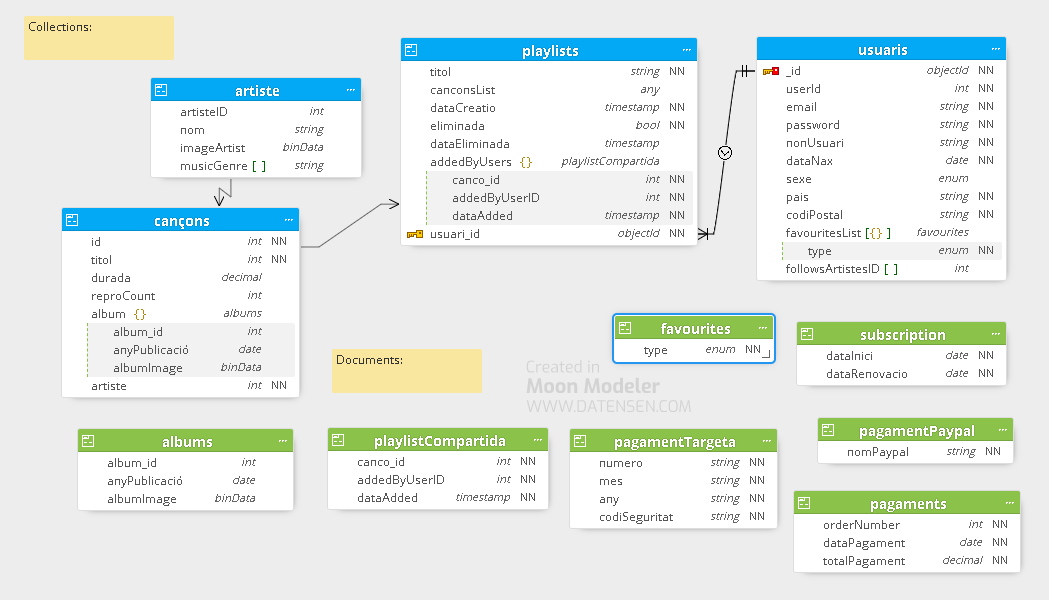 Collections:
artiste ...
artisteID int
nom string
imageArtist binData
musicGenre [ ] string
cançons ...
id int NN
titol int NN
durada decimal
reproCount int
album {} albums
album_id int
anyPublicació date
albumImage binData
artiste int NN
playlists ...
titol string NN
canconsList any
dataCreatio timestamp NN
eliminada bool NN
dataEliminada timestamp
addedByUsers {} playlistCompartida
canco_id int NN
addedByUserID int NN
dataAdded timestamp NN
usuari_id objectId NN
usuaris ...
_id objectId NN
userId int NN
email string NN
password string NN
nonUsuari string NN
dataNax date NN
sexe enum
pais string NN
codiPostal string NN
favouritesList [{} ] favourites
type enum NN
followsArtistesID [ ] int
Documents:
favourites ...
type enum NN
subscription ...
dataInici date NN
dataRenovacio date NN
Created in
Moon Modeler
WWW.DATENSEN.COM
albums ...
album_id int
anyPublicació date
albumImage binData
playlistCompartida ...
canco_id int NN
addedByUserID int NN
dataAdded timestamp NN
pagamentTargeta ...
numero string NN
mes string NN
any string NN
codiSeguritat string NN
pagamentPaypal ...
nomPaypal string NN
pagaments ...
orderNumber int NN
dataPagament date NN
totalPagament decimal NN